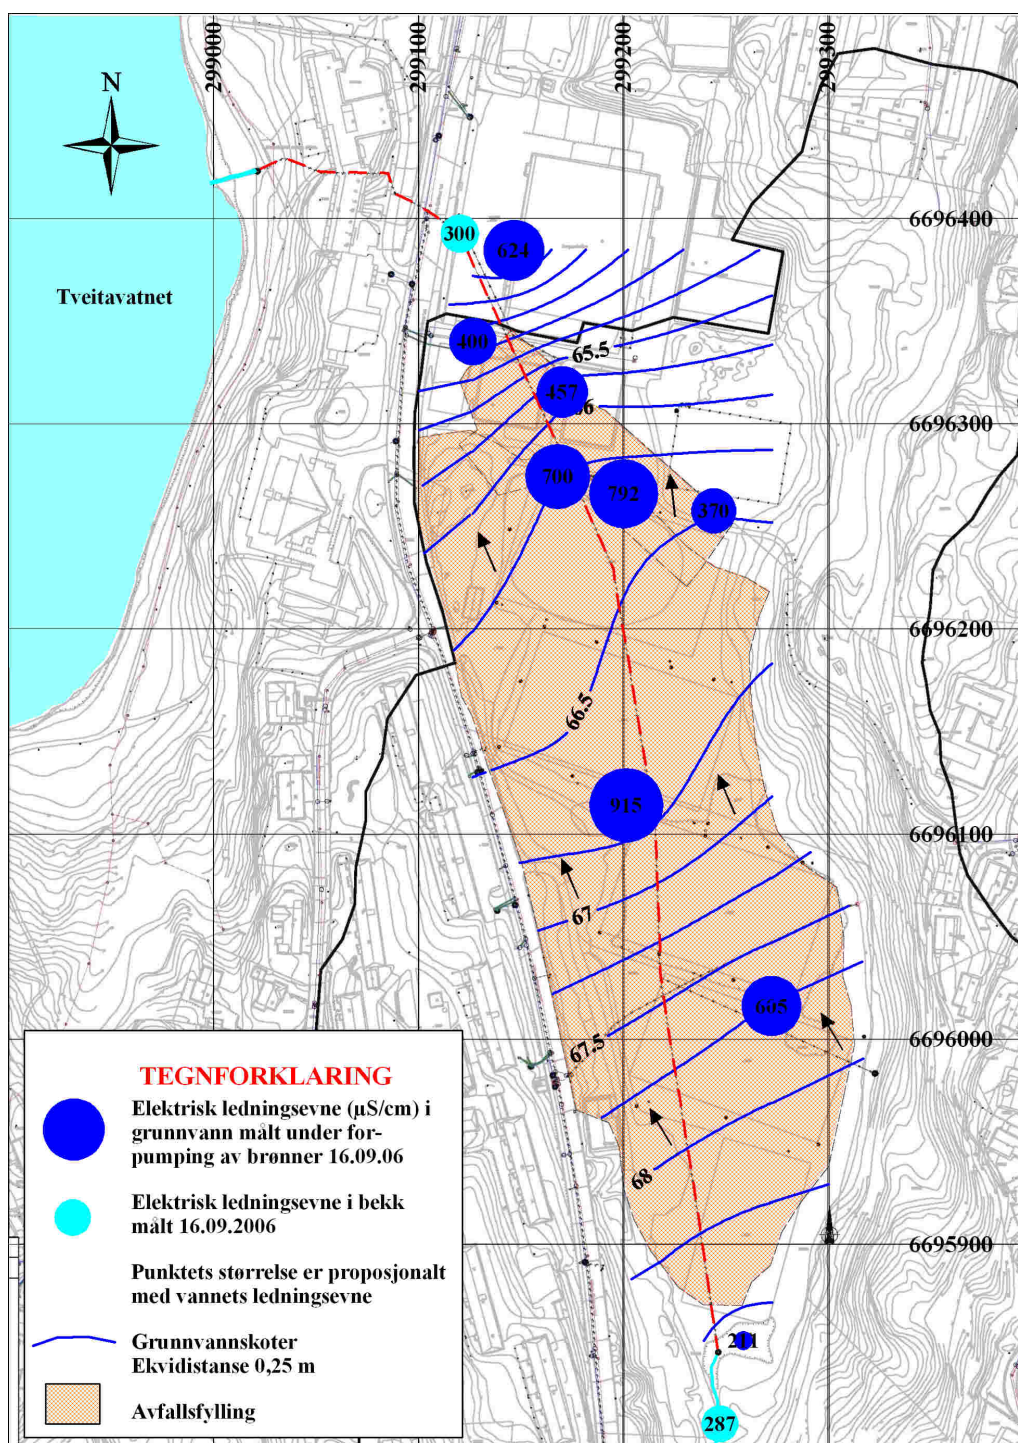 299000
299100
299200
299300
N
6696400
300
624
Tveitavatnet
400
65.5
457
66
6696300
700
792
370
6696200
66.5
915
6696100
67
605
67.5
6696000
68
6695900
211
287
TEGNFORKLARING
Elektrisk ledningsevne (µS/cm) i
grunnvann målt under for-
pumping av brønner 16.09.06
Elektrisk ledningsevne i bekk
målt 16.09.2006
Punktets størrelse er proposjonalt
med vannets ledningsevne
Grunnvannskoter
Ekvidistanse 0,25 m
Avfallsfylling